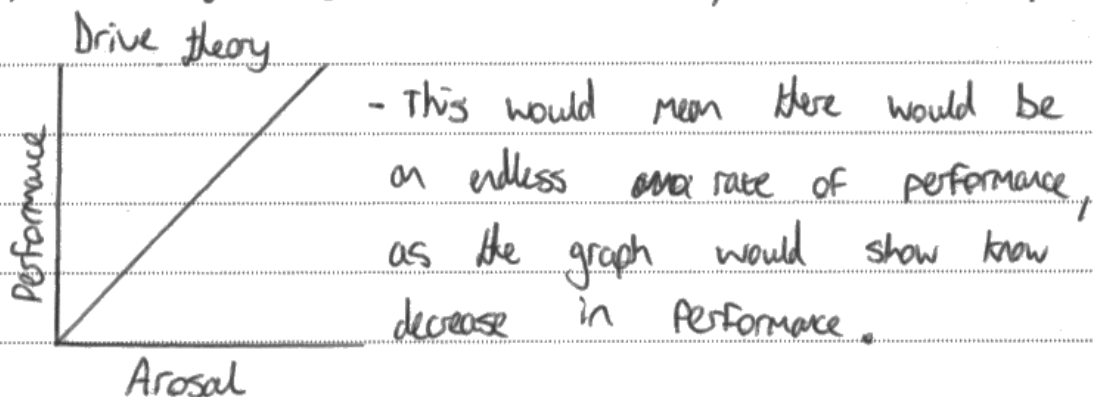 Drive theory
Performance
- This would mean there would be
an endless rate of performance,
as the graph would show know
decrease in Performance.
Arosal